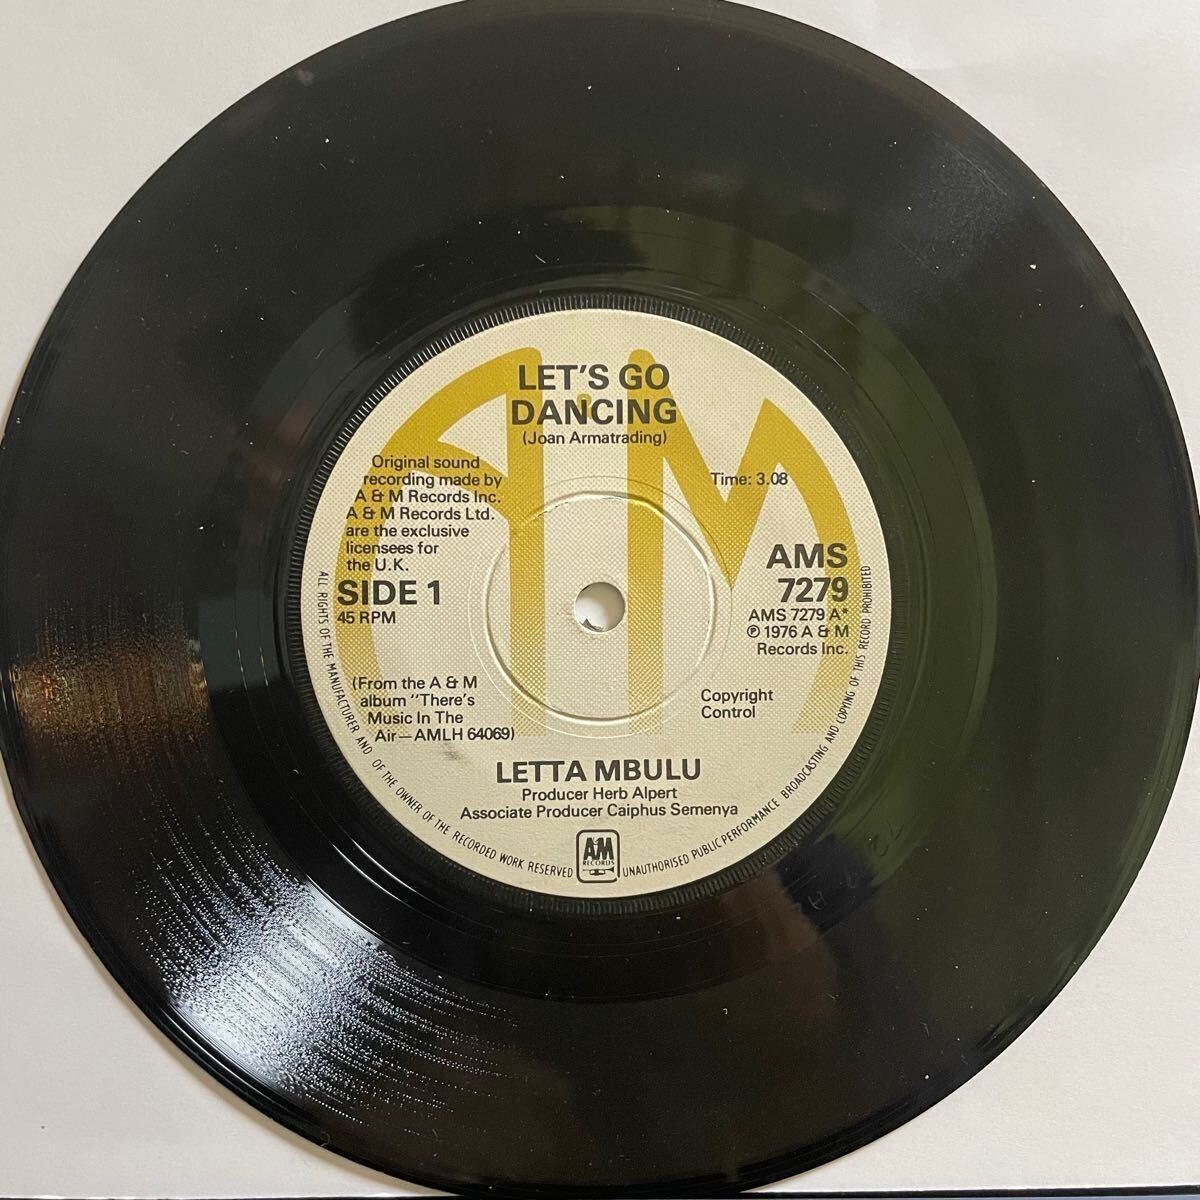 LET'S GO
DANCING
(Joan Armatrading)
Original sound
recording made by
A & M Records Inc.
A & M Records Ltd.
are the exclusive
licensees for
the U.K.
SIDE 1
45 RPM
Time: 3.08
AMS
7279
AMS 7279 A*
℗ 1976 A & M
Records Inc.
(From the A & M
album "There's
Music In The
Air—AMLH 64069)
Copyright
Control
LETTA MBULU
Producer Herb Alpert
Associate Producer Caiphus Semenya
A&M
RECORDS
ALL RIGHTS OF THE MANUFACTURER AND OF THE OWNER OF THE RECORDED WORK RESERVED
UNAUTHORISED PUBLIC PERFORMANCE BROADCASTING AND COPYING OF THIS RECORD PROHIBITED